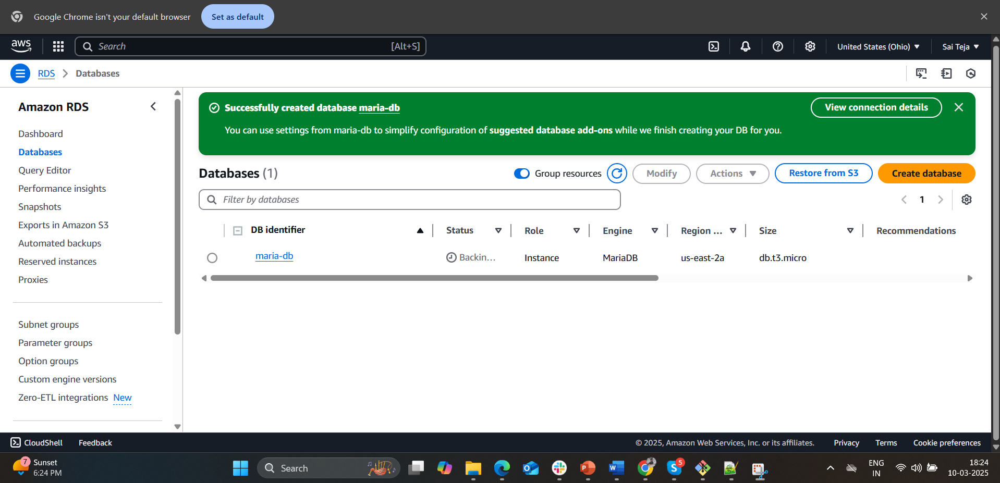 Google Chrome isn't your default browser
Set as default
aws
Search
[Alt+S]
United States (Ohio)
Sai Teja
RDS
Databases
Amazon RDS
Dashboard
Databases
Query Editor
Performance insights
Snapshots
Exports in Amazon S3
Automated backups
Reserved instances
Proxies
Subnet groups
Parameter groups
Option groups
Custom engine versions
Zero-ETL integrations New
Successfully created database maria-db
View connection details
You can use settings from maria-db to simplify configuration of suggested database add-ons while we finish creating your DB for you.
Databases (1)
Group resources
Modify
Actions
Restore from S3
Create database
Filter by databases
1
DB identifier
Status
Role
Engine
Region ...
Size
Recommendations
maria-db
Backin...
Instance
MariaDB
us-east-2a
db.t3.micro
CloudShell
Feedback
© 2025, Amazon Web Services, Inc. or its affiliates.
Privacy
Terms
Cookie preferences
7
Sunset
6:24 PM
Search
5
ENG
IN
18:24
10-03-2025